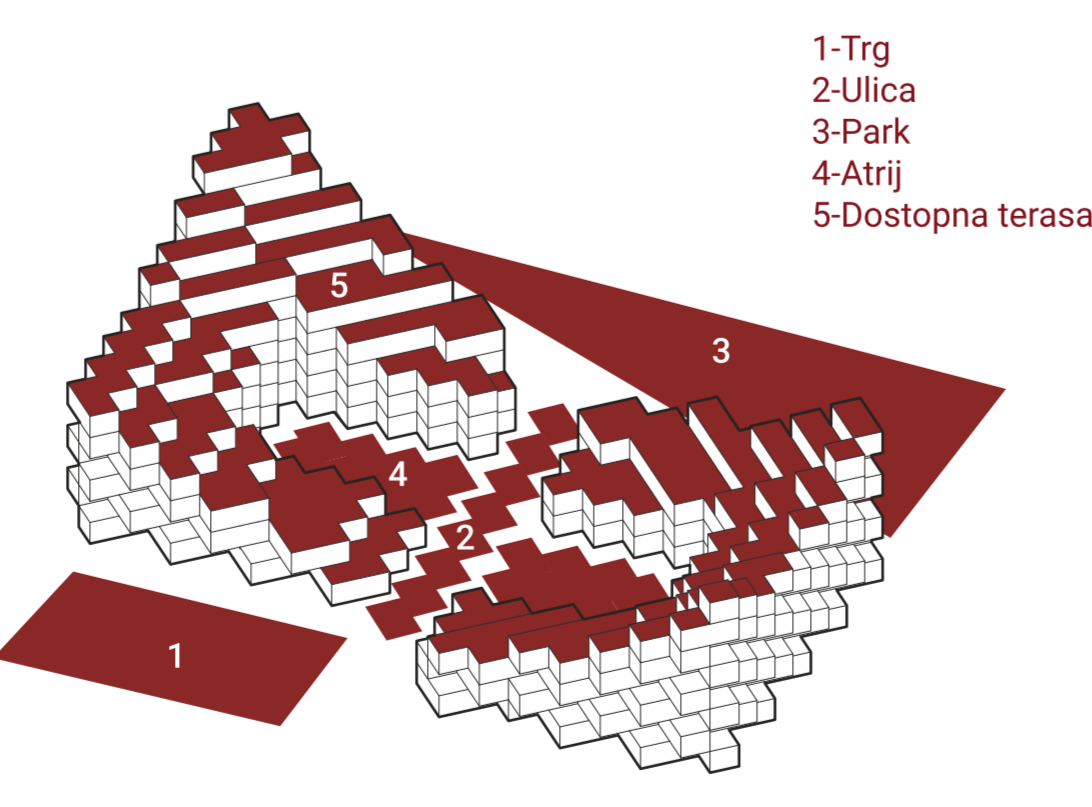 1-Trg
2-Ulica
3-Park
4-Atrij
5-Dostopna terasa
5
3
4
2
1